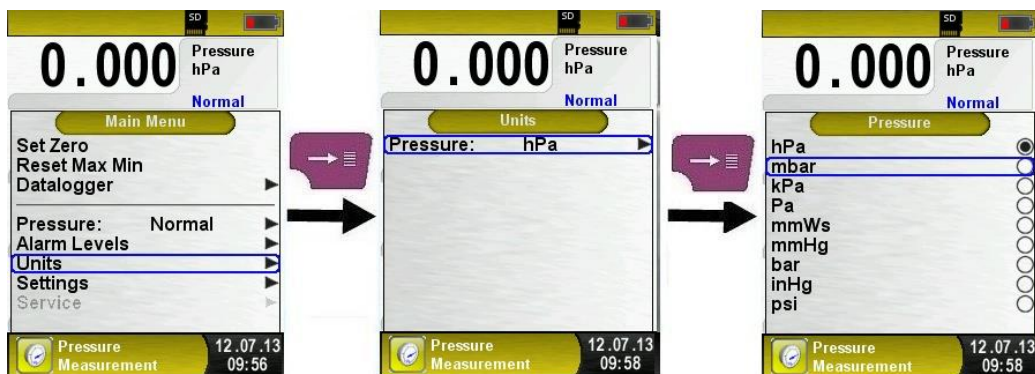 SD
0.000
Pressure
hPa
Normal
Main Menu
Set Zero
Reset Max Min
Datalogger
Pressure: Normal
Alarm Levels
Units
Settings
Service
Pressure
Measurement
12.07.13
09:56
SD
0.000
Pressure
hPa
Normal
Units
Pressure: hPa
Pressure
Measurement
12.07.13
09:58
SD
0.000
Pressure
hPa
Normal
Pressure
hPa
mbar
kPa
Pa
mmWs
mmHg
bar
inHg
psi
Pressure
Measurement
12.07.13
09:58